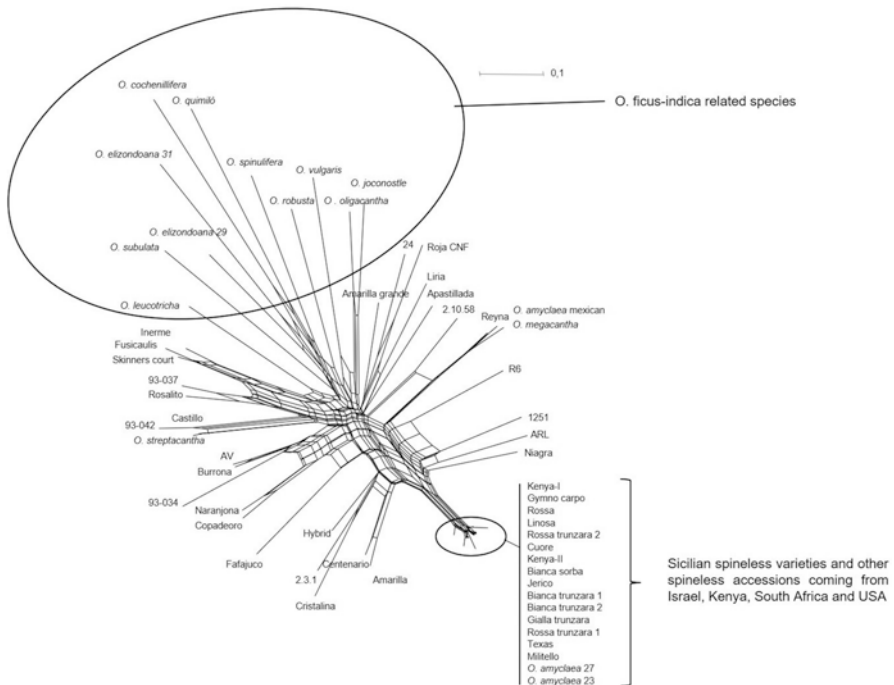 0,1
O. cochenillifera
O. quimiló
O. ficus-indica related species
O. elizondoana 31
O. spinulifera
O. vulgaris
O. joconostle
O. robusta
O . oligacantha
O. elizondoana 29
O. subulata
24
Roja CNF
Liria
Amarilla grande
Apastillada
O. leucotricha
2.10.58
O. amyclaea mexican
Reyna
O. megacantha
Inerme
Fusicaulis
Skinners court
R6
93-037
Rosalito
Castillo
93-042
O. streptacantha
1251
ARL
Niagra
AV
Burrona
93-034
Naranjona
Copadeoro
Hybrid
Fafajuco
Centenario
2.3.1
Amarilla
Cristalina
Kenya-I
Gymno carpo
Rossa
Linosa
Rossa trunzara 2
Cuore
Kenya-II
Bianca sorba
Jerico
Bianca trunzara 1
Bianca trunzara 2
Gialla trunzara
Rossa trunzara 1
Texas
Militello
O. amyclaea 27
O. amyclaea 23
Sicilian spineless varieties and other
spineless accessions coming from
Israel, Kenya, South Africa and USA